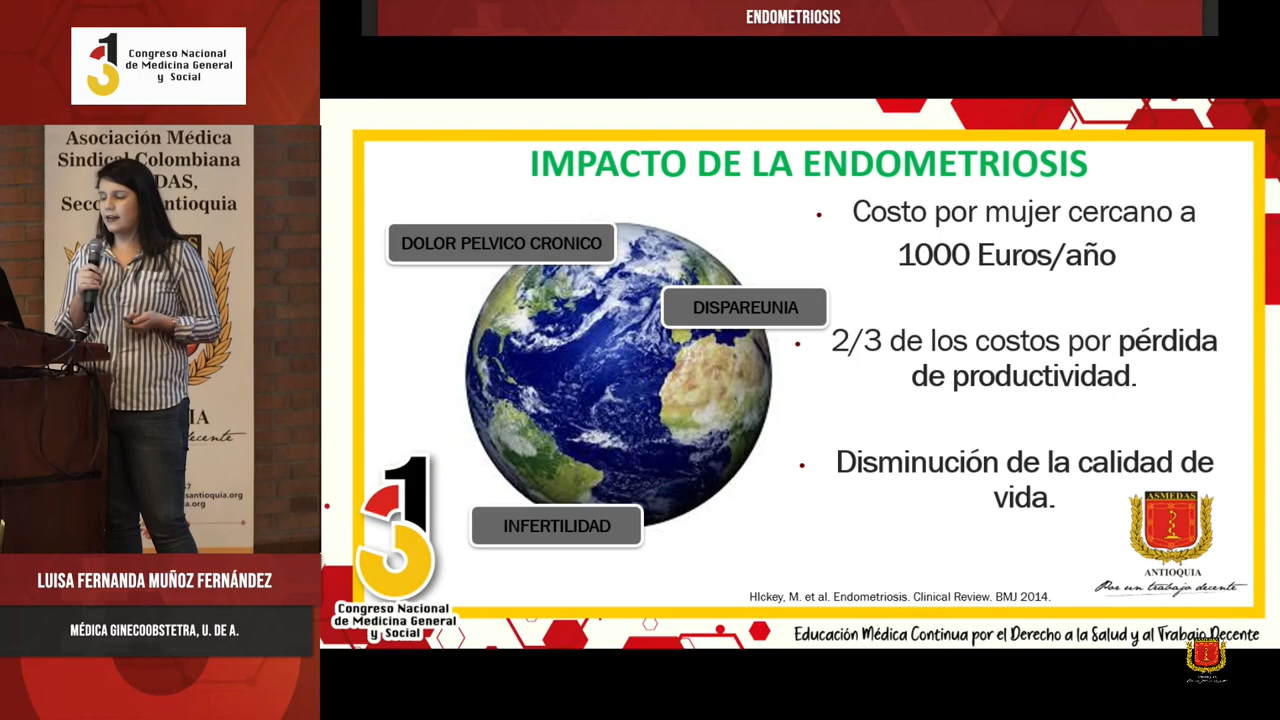 ENDOMETRIOSIS
Congreso Nacional
de Medicina General
y Social
Asociación Médica
Sindical Colombiana
DAS,
Antioquia
LUISA FERNANDA MUÑOZ FERNÁNDEZ
MÉDICA GINECOOBSTETRA, U. DE A.
IMPACTO DE LA ENDOMETRIOSIS
DOLOR PELVICO CRONICO
DISPAREUNIA
INFERTILIDAD
• Costo por mujer cercano a
1000 Euros/año
• 2/3 de los costos por pérdida
de productividad.
• Disminución de la calidad de
vida.
ASMEDAS
ANTIOQUIA
Por un trabajo decente
HIckey, M. et al. Endometriosis. Clinical Review. BMJ 2014.
Congreso Nacional
de Medicina General
y Social
Educación Médica Continua por el Derecho a la Salud y al Trabajo Decente